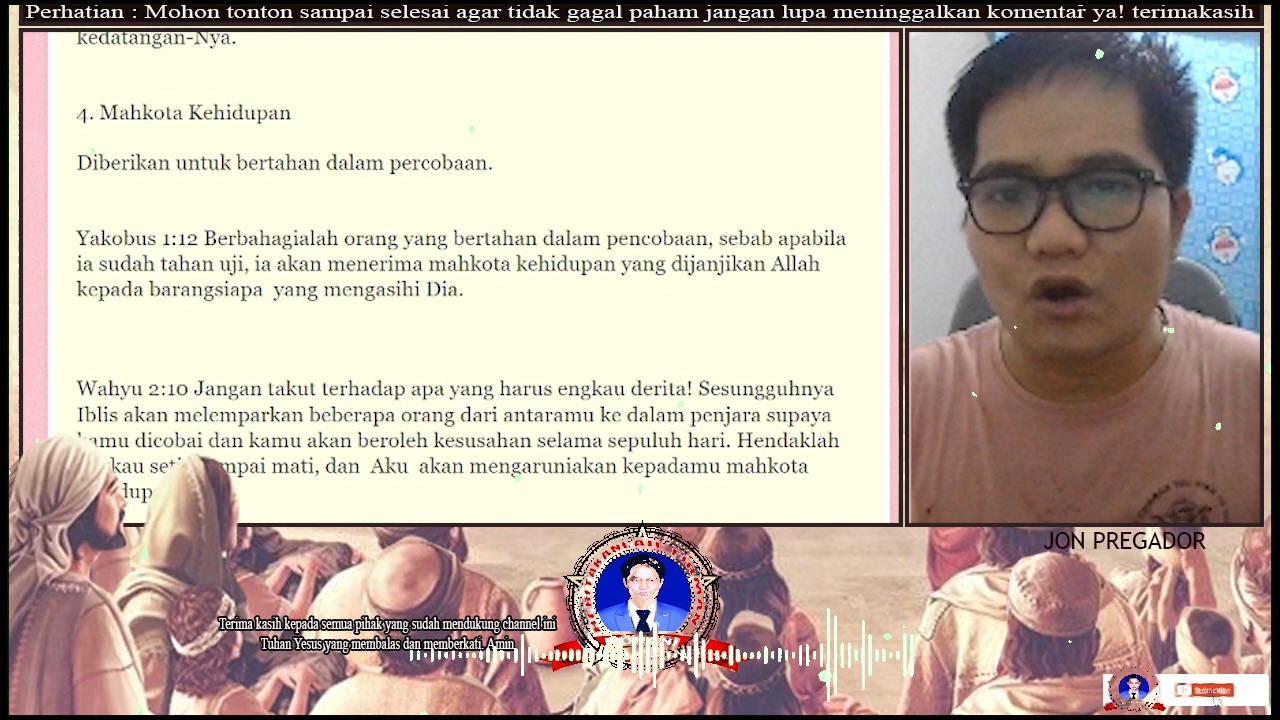 Perhatian : Mohon tonton sampai selesai agar tidak gagal paham jangan lupa meninggalkan komentar ya! terimakasih
kedatangan-Nya.
4. Mahkota Kehidupan
Diberikan untuk bertahan dalam percobaan.
Yakobus 1:12 Berbahagialah orang yang bertahan dalam pencobaan, sebab apabila
ia sudah tahan uji, ia akan menerima mahkota kehidupan yang dijanjikan Allah
kepada barangsiapa yang mengasihi Dia.
Wahyu 2:10 Jangan takut terhadap apa yang harus engkau derita! Sesungguhnya
Iblis akan melemparkan beberapa orang dari antaramu ke dalam penjara supaya
kamu dicobai dan kamu akan beroleh kesusahan selama sepuluh hari. Hendaklah
mati, dan Aku akan mengaruniakan kepadamu mahkota
JON PREGADOR
Terima kasih kepada semua pihak yang sudah mendukung channel ini
Tuhan Yesus yang membalas dan memberkati. Amin
Subscribe